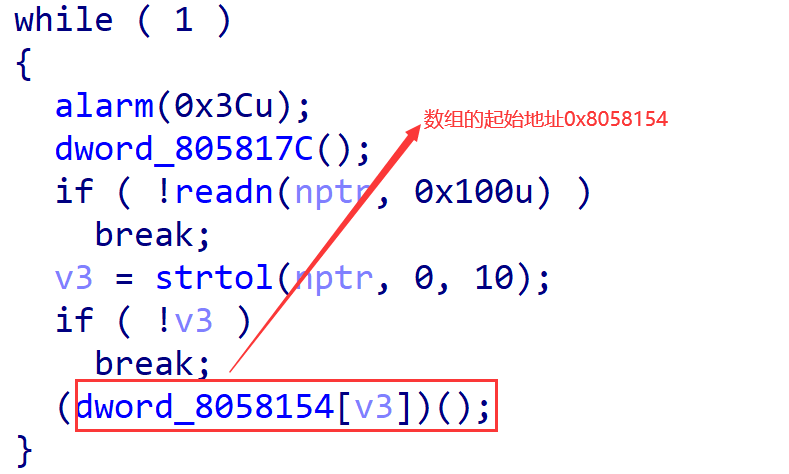 while ( 1 )
{
alarm(0x3Cu);
数组的起始地址0x8058154
dword_805817C();
if ( !readn(nptr, 0x100u) )
break;
v3 = strtol(nptr, 0, 10);
if ( !v3 )
break;
(dword_8058154[v3])();
}